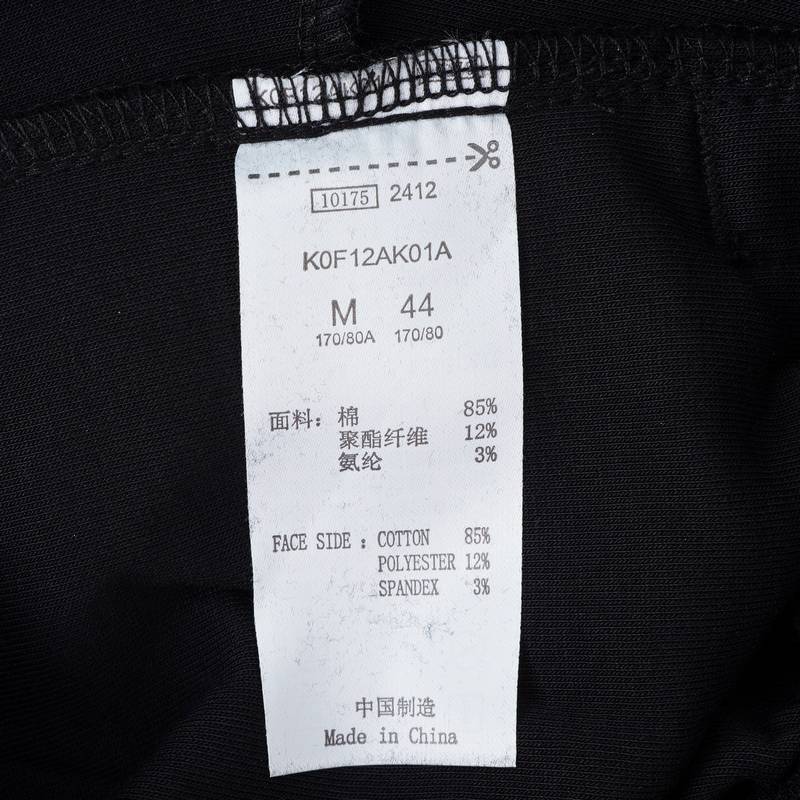 10175 2412
K0F12AK01A
M 44
170/80A 170/80
面料：棉 85%
聚酯纤维 12%
氨纶 3%
FACE SIDE : COTTON 85%
POLYESTER 12%
SPANDEX 3%
中国制造
Made in China